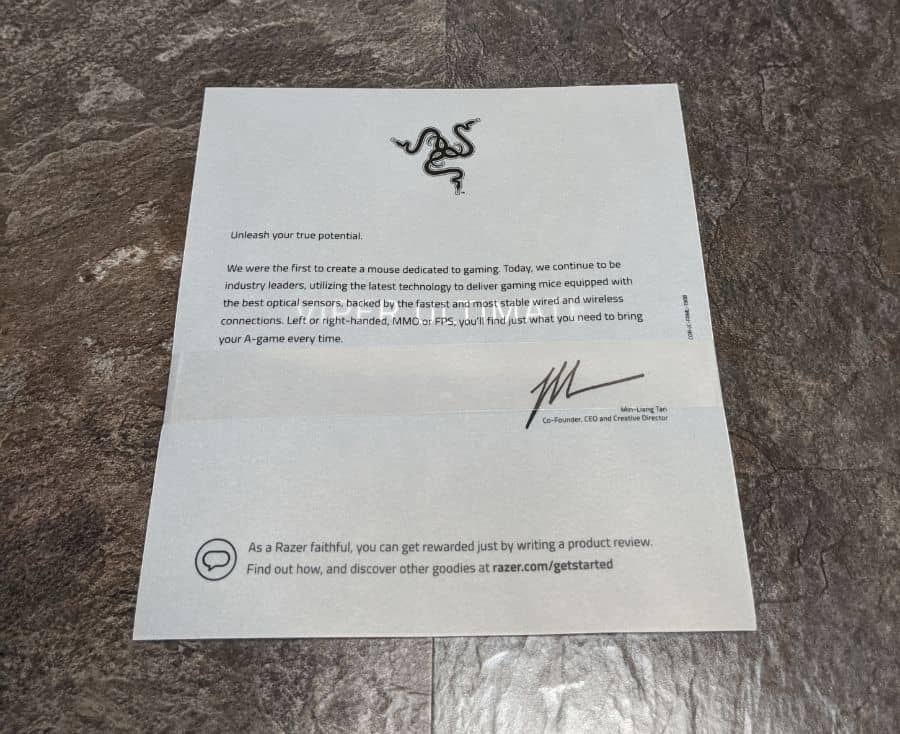 Unleash your true potential.
We were the first to create a mouse dedicated to gaming. Today, we continue to be
industry leaders, utilizing the latest technology to deliver gaming mice equipped with
the best optical sensors, backed by the fastest and most stable wired and wireless
VIPER ULTIMA
connections. Left or right-handed, MMO or FPS, you'll find just what you need to bring
your A-game every time.
Min-Liang Tan
Co-Founder, CEO and Creative Director
As a Razer faithful, you can get rewarded just by writing a product review.
Find out how, and discover other goodies at razer.com/getstarted